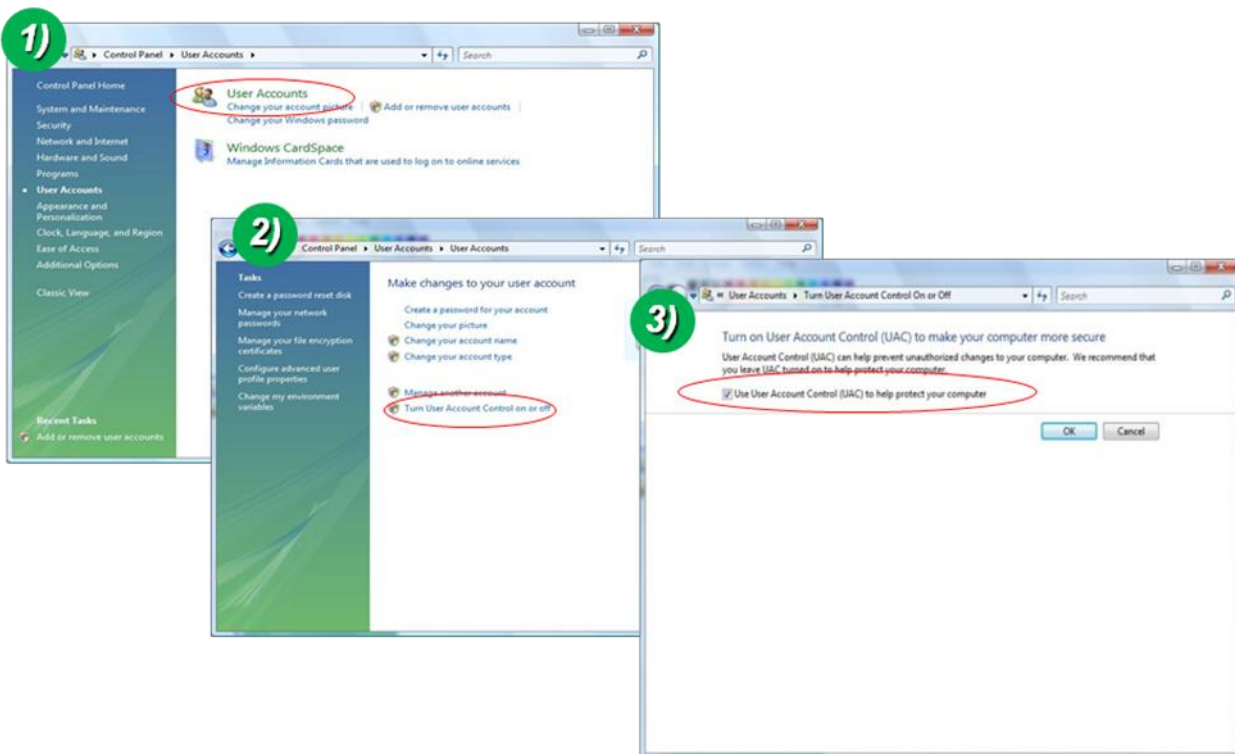 1)
Control Panel ▸ User Accounts ▸
Search
Control Panel Home
System and Maintenance
Security
Network and Internet
Hardware and Sound
Programs
User Accounts
Appearance and
Personalization
Clock, Language, and Region
Ease of Access
Additional Options
Classic View
Recent Tasks
Add or remove user accounts
User Accounts
Change your account picture
Add or remove user accounts
Change your Windows password
Windows CardSpace
Manage Information Cards that are used to log on to online services
2)
Control Panel ▸ User Accounts ▸ User Accounts
Search
Tasks
Create a password reset disk
Manage your network
passwords
Manage your file encryption
certificates
Configure advanced user
profile properties
Change my environment
variables
Make changes to your user account
Create a password for your account
Change your picture
Change your account name
Change your account type
Manage another account
Turn User Account Control on or off
3)
« User Accounts ▸ Turn User Account Control On or Off
Search
Turn on User Account Control (UAC) to make your computer more secure
User Account Control (UAC) can help prevent unauthorized changes to your computer. We recommend that
you leave UAC turned on to help protect your computer.
Use User Account Control (UAC) to help protect your computer
OK
Cancel